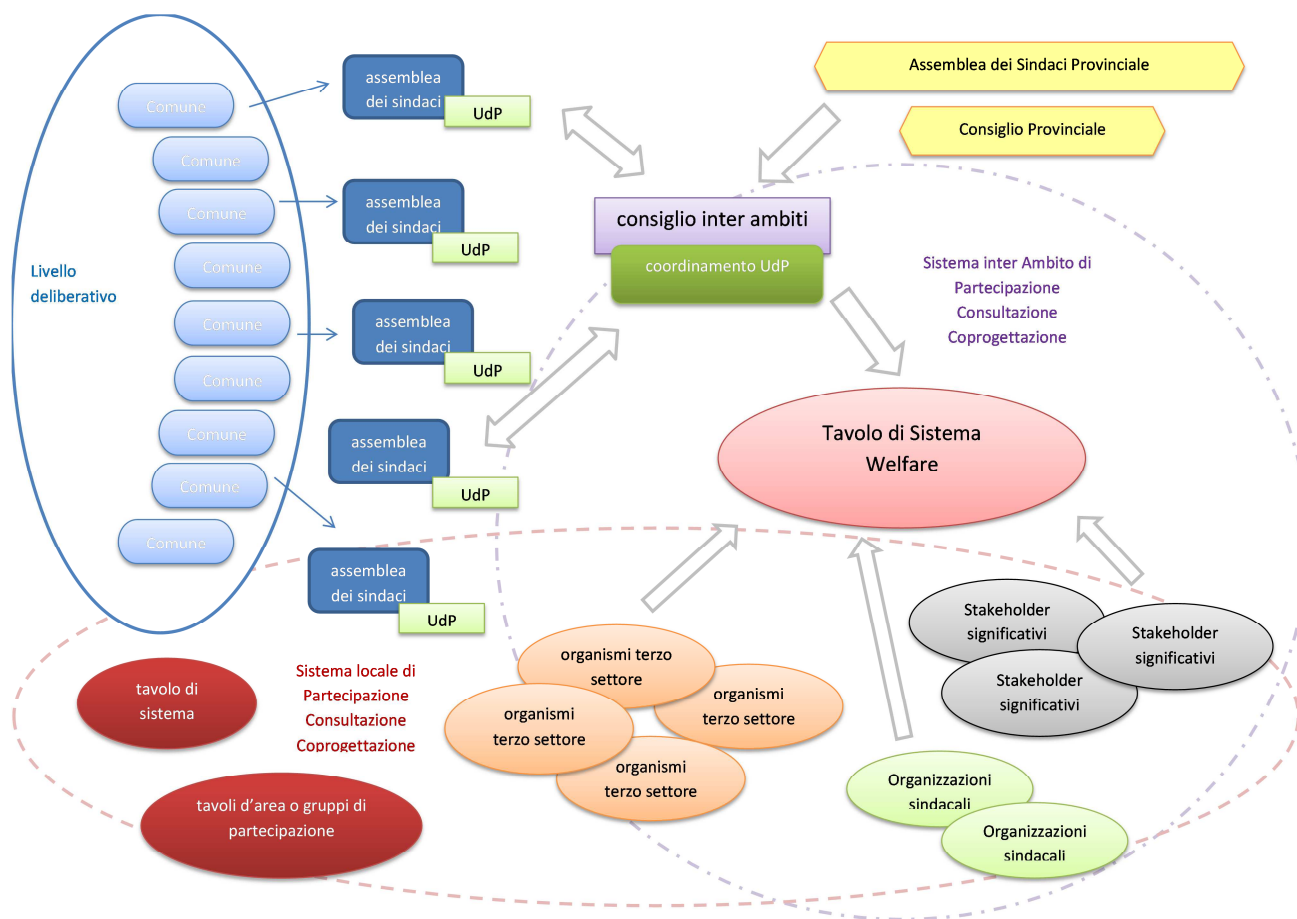 Livello
deliberativo
Comune
Comune
Comune
Comune
Comune
Comune
Comune
Comune
Comune
assemblea
dei sindaci
UdP
assemblea
dei sindaci
UdP
assemblea
dei sindaci
UdP
assemblea
dei sindaci
UdP
assemblea
dei sindaci
UdP
Assemblea dei Sindaci Provinciale
Consiglio Provinciale
consiglio inter ambiti
coordinamento UdP
Sistema inter Ambito di
Partecipazione
Consultazione
Coprogettazione
Tavolo di Sistema
Welfare
tavolo di
sistema
Sistema locale di
Partecipazione
Consultazione
Coprogettazione
tavoli d'area o gruppi di
partecipazione
organismi terzo
settore
organismi
terzo settore
organismi
terzo settore
organismi
terzo settore
Stakeholder
significativi
Stakeholder
significativi
Stakeholder
significativi
Organizzazioni
sindacali
Organizzazioni
sindacali